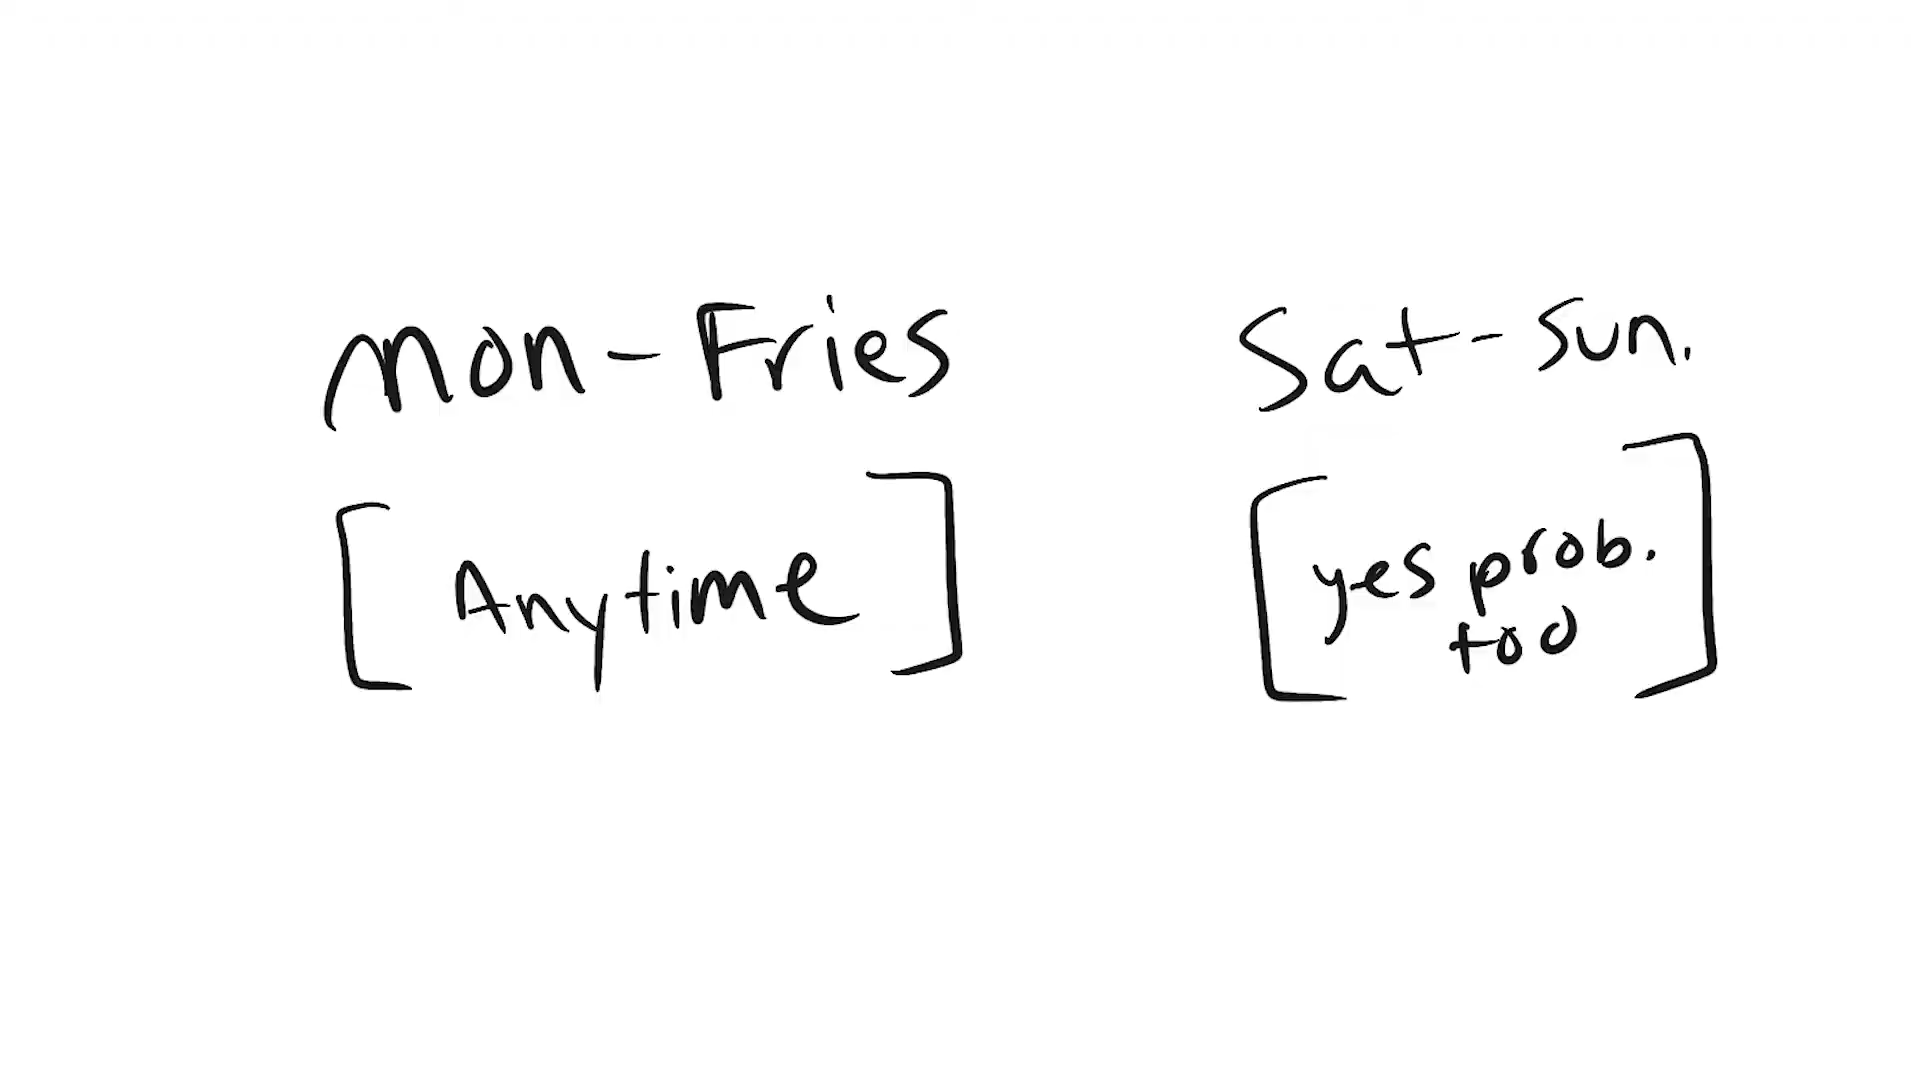 Mon-Fries
[Anytime]
Sat-Sun.
[yes prob.
too]